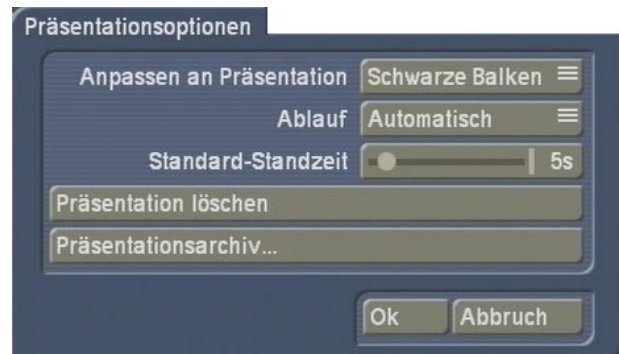 Präsentationsoptionen
Anpassen an Präsentation Schwarze Balken
Ablauf Automatisch
Standard-Standzeit 5s
Präsentation löschen
Präsentationsarchiv...
Ok Abbruch